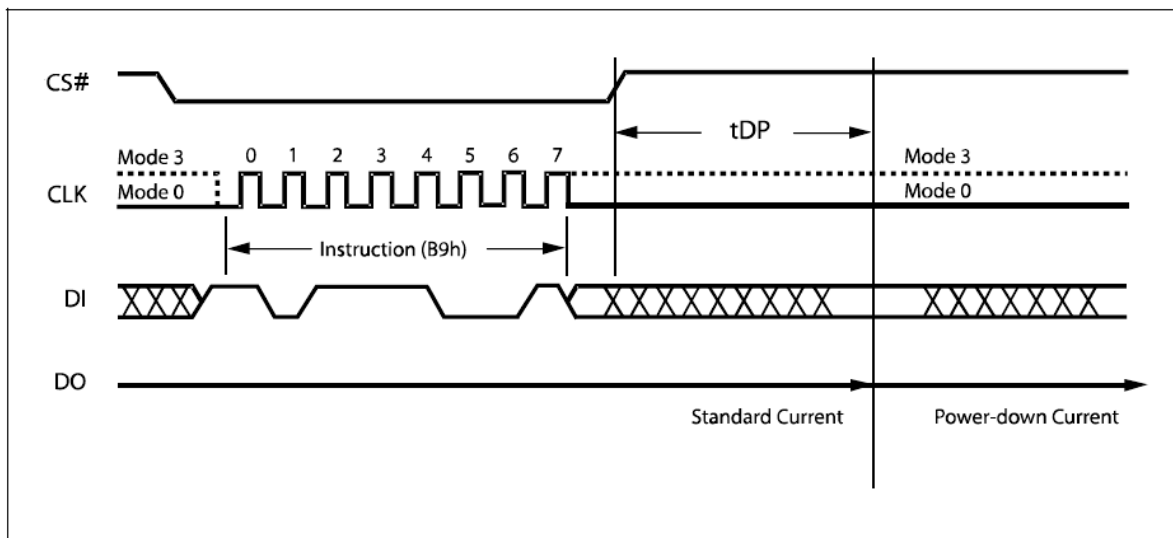 CS#
tDP
Mode 3 0 1 2 3 4 5 6 7 Mode 3
CLK Mode 0 Mode 0
Instruction (B9h)
DI
DO
Standard Current Power-down Current